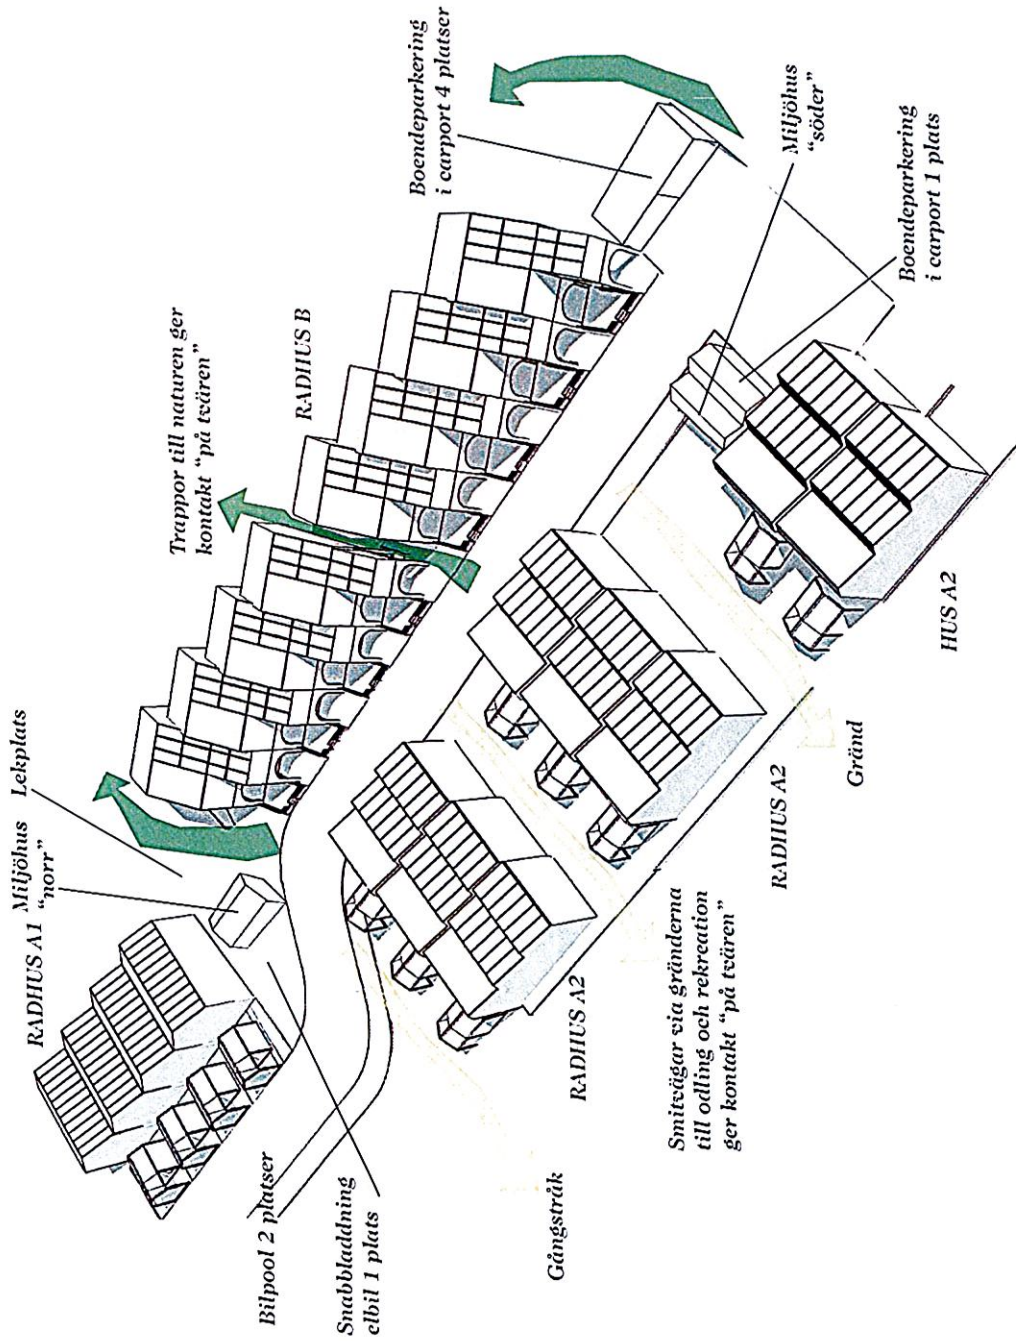 RADHUS A1
Miljöhus
"norr"
Lekplats
Trappor till naturen ger
kontakt "på tvären"
RADHUS B
Boendeparkering
i carport 4 platser
Bilpool 2 platser
Snabbladdning
elbil 1 plats
Gångstråk
RADHUS A2
Smitvägar via gränderna
till odling och rekreation
ger kontakt "på tvären"
RADHUS A2
Gränd
HUS A2
Boendeparkering
i carport 1 plats
Miljöhus
"söder"